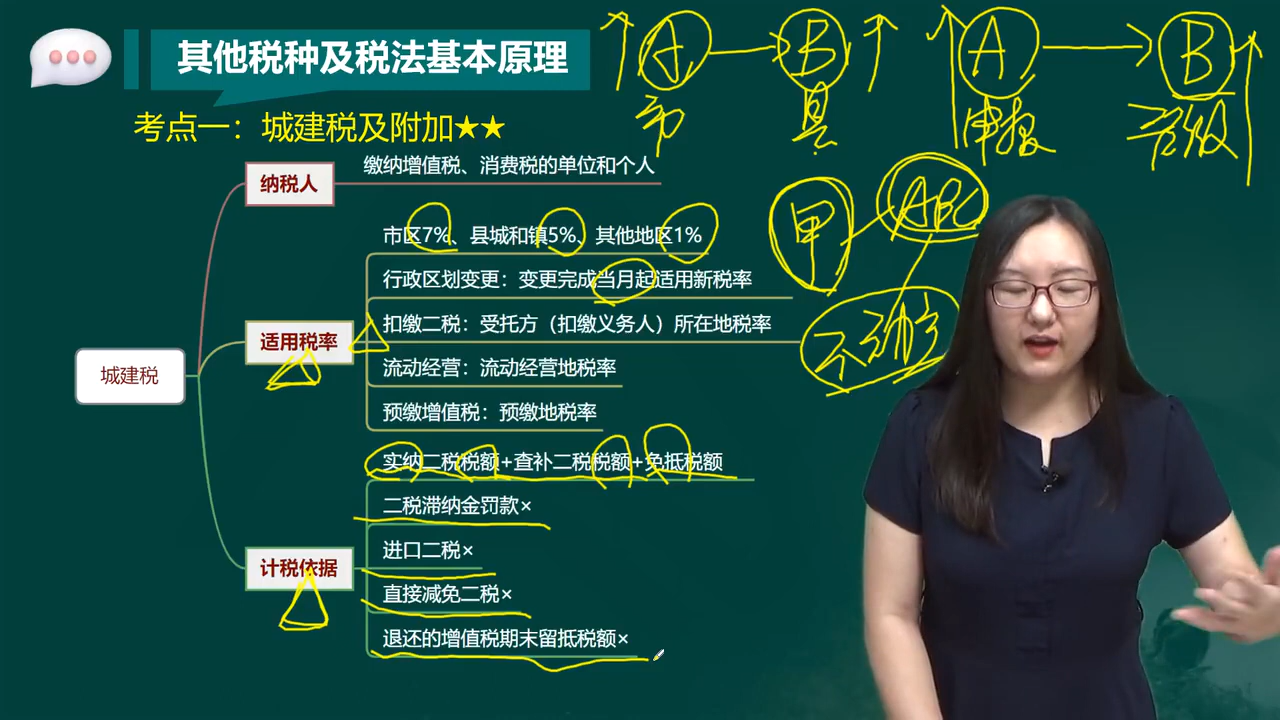 其他税种及税法基本原理
A B A B
市 县 申报
考点一：城建税及附加★★
缴纳增值税、消费税的单位和个人
纳税人
甲 ABC
市区7%、县城和镇5%、其他地区1%
行政区划变更：变更完成当月起适用新税率
扣缴二税：受托方（扣缴义务人）所在地税率
适用税率
不动产
流动经营：流动经营地税率
城建税
预缴增值税：预缴地税率
实纳二税税额+查补二税税额+免抵税额
二税滞纳金罚款×
进口二税×
计税依据
直接减免二税×
退还的增值税期末留抵税额×